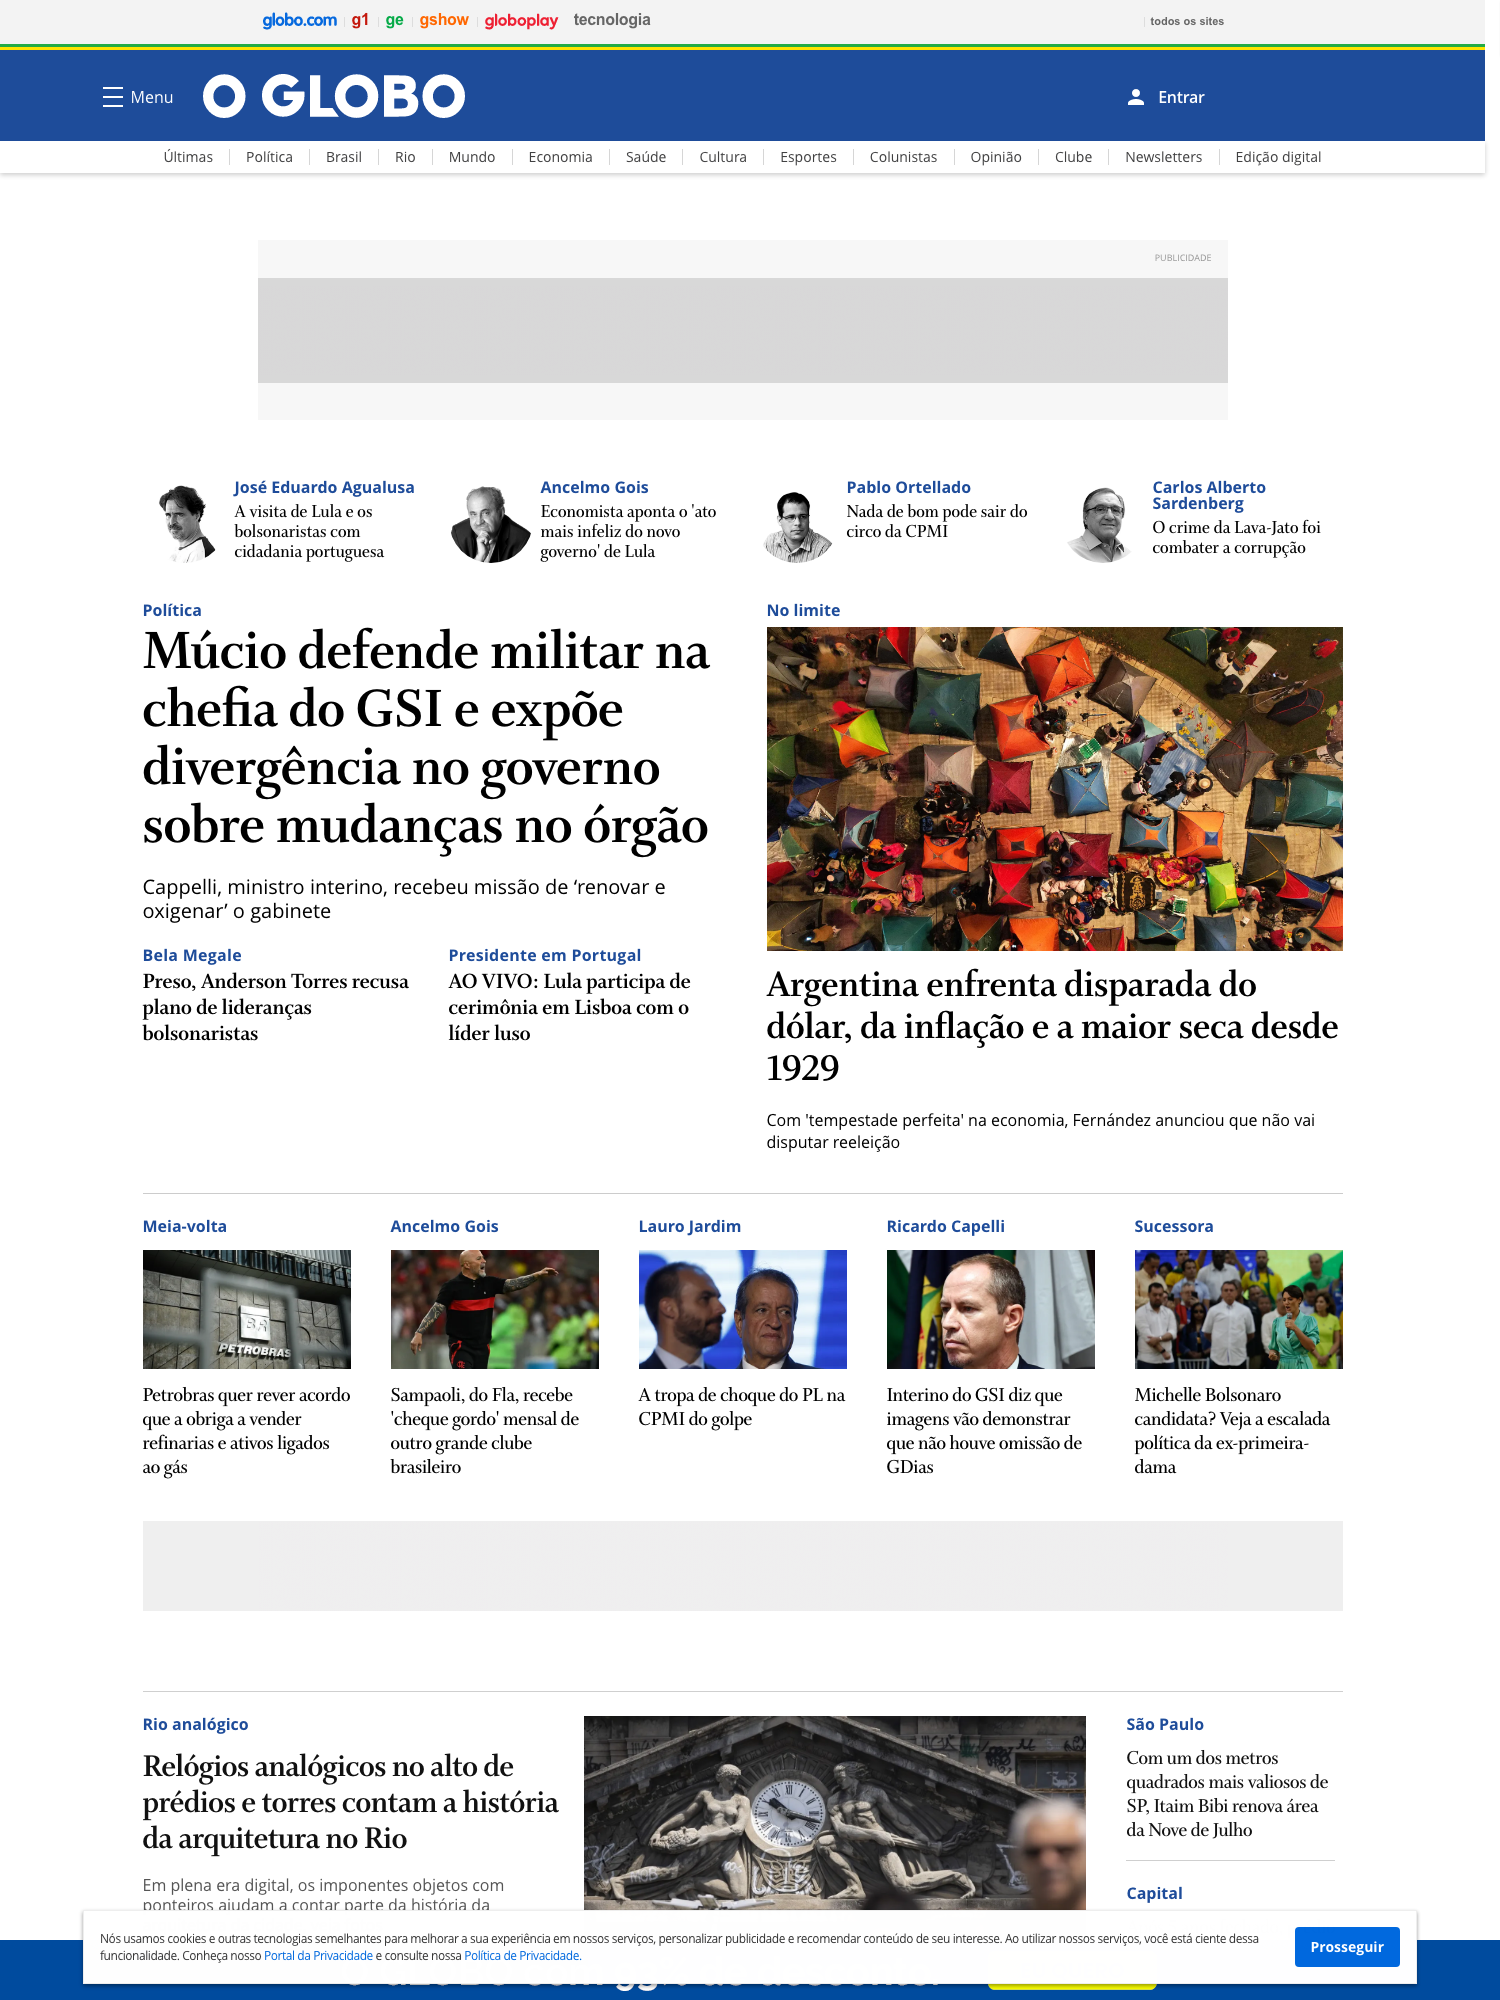 globo.com
g1
ge
gshow
globoplay
tecnologia
todos os sites
Menu
O GLOBO
Entrar
Últimas
Política
Brasil
Rio
Mundo
Economia
Saúde
Cultura
Esportes
Colunistas
Opinião
Clube
Newsletters
Edição digital
PUBLICIDADE
José Eduardo Agualusa
A visita de Lula e os
bolsonaristas com
cidadania portuguesa
Ancelmo Gois
Economista aponta o 'ato
mais infeliz do novo
governo' de Lula
Pablo Ortellado
Nada de bom pode sair do
circo da CPMI
Carlos Alberto
Sardenberg
O crime da Lava-Jato foi
combater a corrupção
Política
Múcio defende militar na
chefia do GSI e expõe
divergência no governo
sobre mudanças no órgão
Cappelli, ministro interino, recebeu missão de ‘renovar e
oxigenar’ o gabinete
Bela Megale
Preso, Anderson Torres recusa
plano de lideranças
bolsonaristas
Presidente em Portugal
AO VIVO: Lula participa de
cerimônia em Lisboa com o
líder luso
No limite
Argentina enfrenta disparada do
dólar, da inflação e a maior seca desde
1929
Com 'tempestade perfeita' na economia, Fernández anunciou que não vai
disputar reeleição
Meia-volta
BR
PETROBRAS
Petrobras quer rever acordo
que a obriga a vender
refinarias e ativos ligados
ao gás
Ancelmo Gois
Sampaoli, do Fla, recebe
'cheque gordo' mensal de
outro grande clube
brasileiro
Lauro Jardim
A tropa de choque do PL na
CPMI do golpe
Ricardo Capelli
Interino do GSI diz que
imagens vão demonstrar
que não houve omissão de
GDias
Sucessora
Michelle Bolsonaro
candidata? Veja a escalada
política da ex-primeira-
dama
Rio analógico
Relógios analógicos no alto de
prédios e torres contam a história
da arquitetura no Rio
Em plena era digital, os imponentes objetos com
ponteiros ajudam a contar parte da história da
São Paulo
Com um dos metros
quadrados mais valiosos de
SP, Itaim Bibi renova área
da Nove de Julho
Capital
Nós usamos cookies e outras tecnologias semelhantes para melhorar a sua experiência em nossos serviços, personalizar publicidade e recomendar conteúdo de seu interesse. Ao utilizar nossos serviços, você está ciente dessa
funcionalidade. Conheça nosso Portal da Privacidade e consulte nossa Política de Privacidade.
Prosseguir